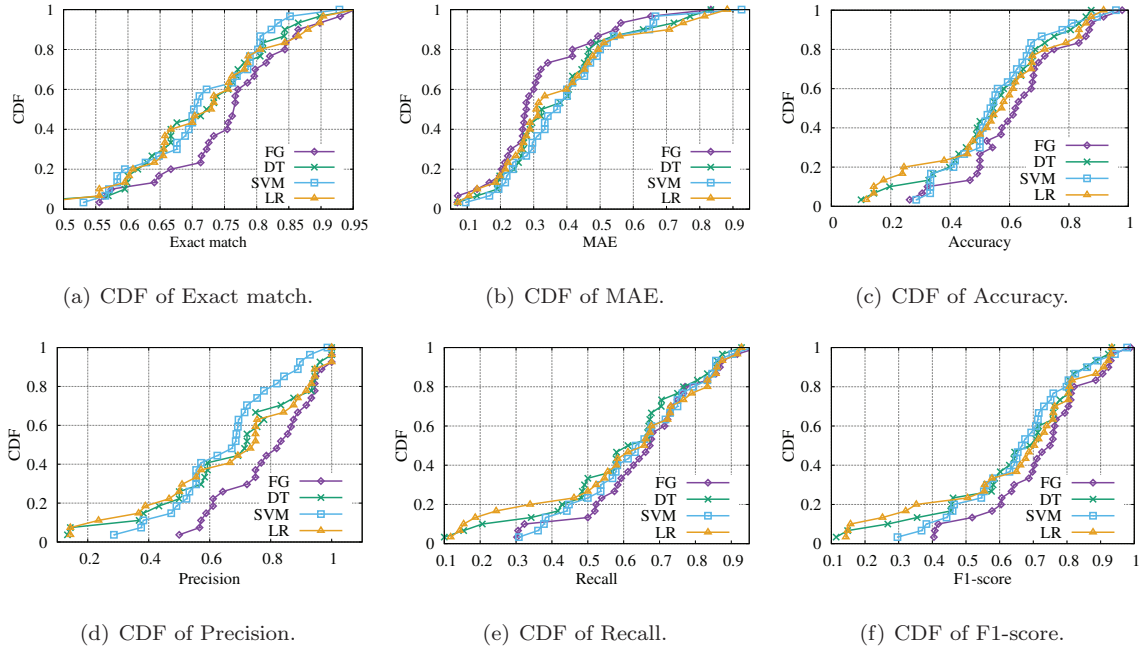 1
0.8
0.6
0.4
0.2
0
CDF
FG
DT
SVM
LR
0.5 0.55 0.6 0.65 0.7 0.75 0.8 0.85 0.9 0.95
Exact match
(a) CDF of Exact match.
1
0.8
0.6
0.4
0.2
0
CDF
FG
DT
SVM
LR
0.1 0.2 0.3 0.4 0.5 0.6 0.7 0.8 0.9
MAE
(b) CDF of MAE.
1
0.8
0.6
0.4
0.2
0
CDF
FG
DT
SVM
LR
0 0.2 0.4 0.6 0.8 1
Accuracy
(c) CDF of Accuracy.
1
0.8
0.6
0.4
0.2
0
CDF
FG
DT
SVM
LR
0.2 0.4 0.6 0.8 1
Precision
(d) CDF of Precision.
1
0.8
0.6
0.4
0.2
0
CDF
FG
DT
SVM
LR
0.1 0.2 0.3 0.4 0.5 0.6 0.7 0.8 0.9
Recall
(e) CDF of Recall.
1
0.8
0.6
0.4
0.2
0
CDF
FG
DT
SVM
LR
0.1 0.2 0.3 0.4 0.5 0.6 0.7 0.8 0.9 1
F1-score
(f) CDF of F1-score.